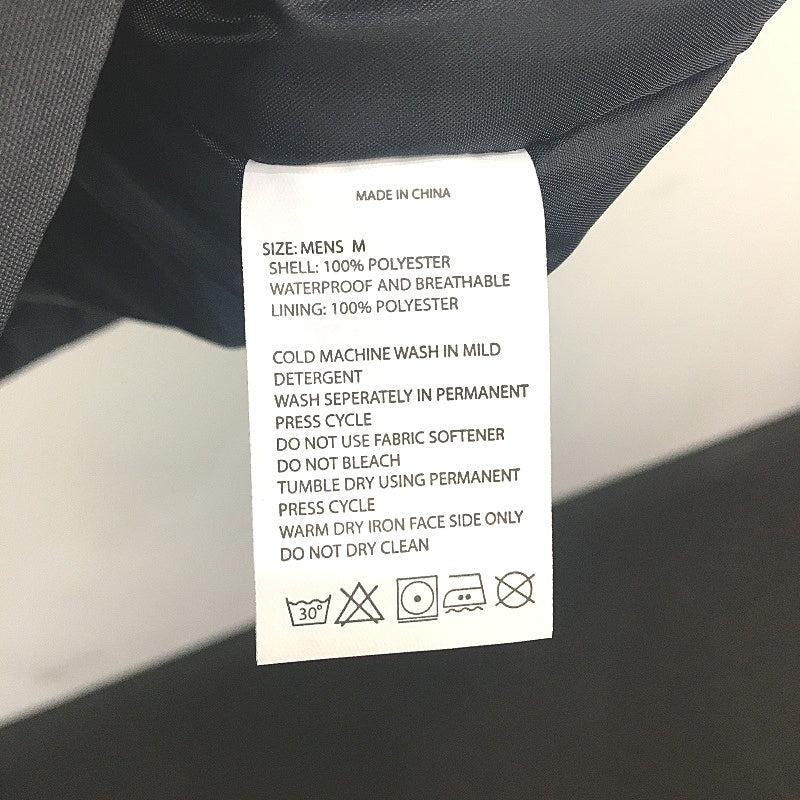 MADE IN CHINA
SIZE: MENS M
SHELL: 100% POLYESTER
WATERPROOF AND BREATHABLE
LINING: 100% POLYESTER
COLD MACHINE WASH IN MILD
DETERGENT
WASH SEPERATELY IN PERMANENT
PRESS CYCLE
DO NOT USE FABRIC SOFTENER
DO NOT BLEACH
TUMBLE DRY USING PERMANENT
PRESS CYCLE
WARM DRY IRON FACE SIDE ONLY
DO NOT DRY CLEAN
30°